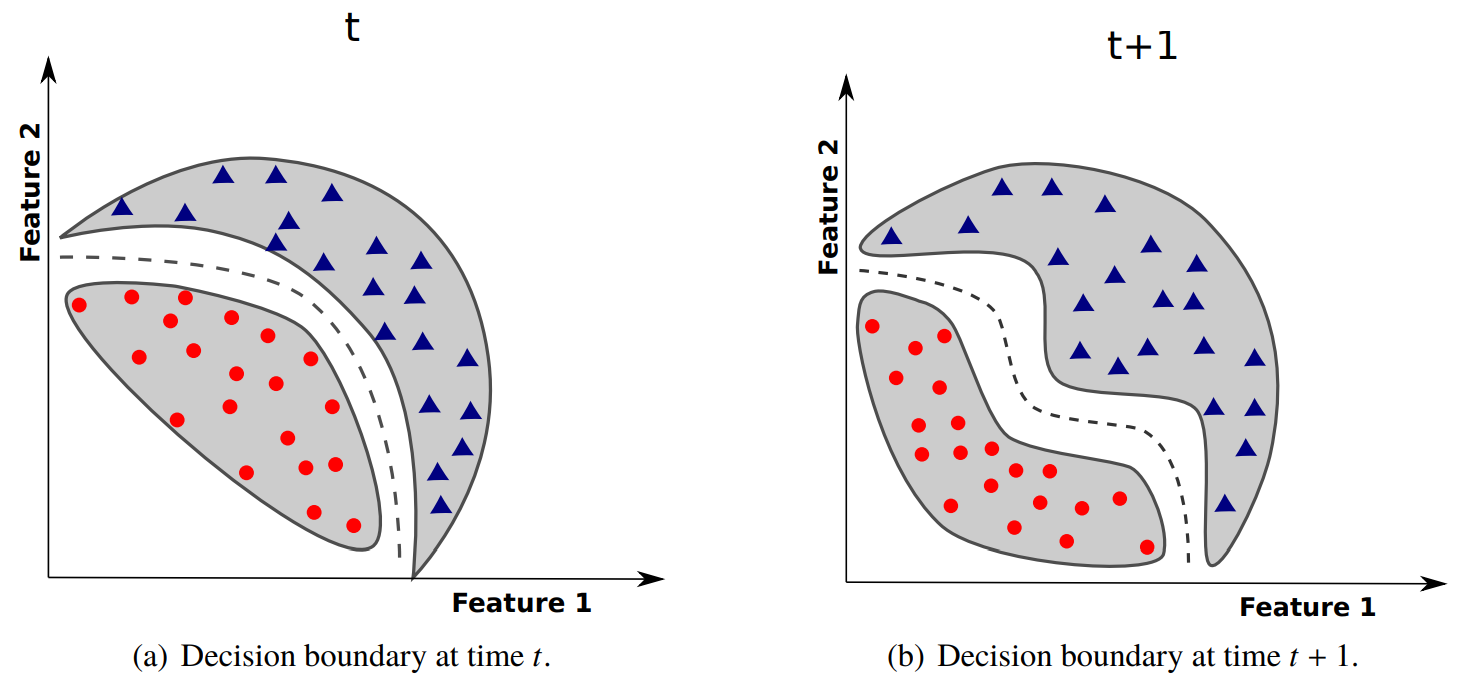 t
Feature 2
Feature 1
(a) Decision boundary at time t.
t+1
Feature 2
Feature 1
(b) Decision boundary at time t + 1.